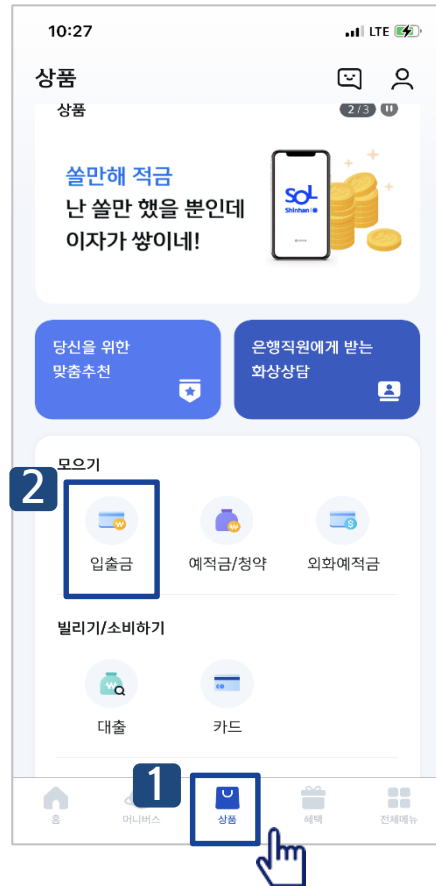 10:27
LTE
상품
상품
2/3
쏠만해 적금
난 쏠만 했을 뿐인데
이자가 쌓이네!
SOL
Shinhan
당신을 위한
맞춤추천
은행직원에게 받는
화상상담
모으기
2
입출금
예적금/청약
외화예적금
빌리기/소비하기
대출
카드
1
홈
머니버스
상품
혜택
전체메뉴